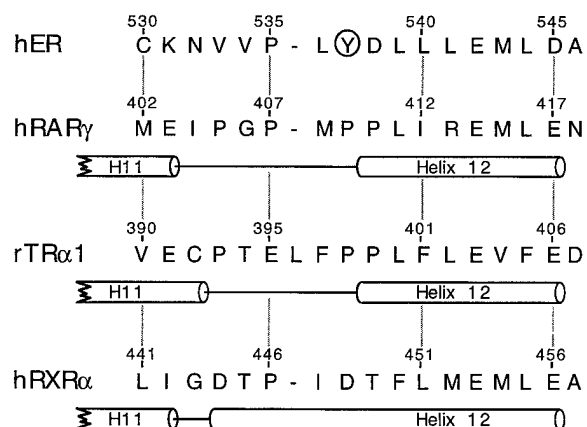 530 535 540 545
hER C K N V V P - L Y D L L L E M L D A
402 407 412 417
hRARγ M E I P G P - M P P L I R E M L E N
H11 Helix 12
390 395 401 406
rTRα1 V E C P T E L F P P L F L E V F E D
H11 Helix 12
441 446 451 456
hRXRα L I G D T P - I D T F L M E M L E A
H11 Helix 12